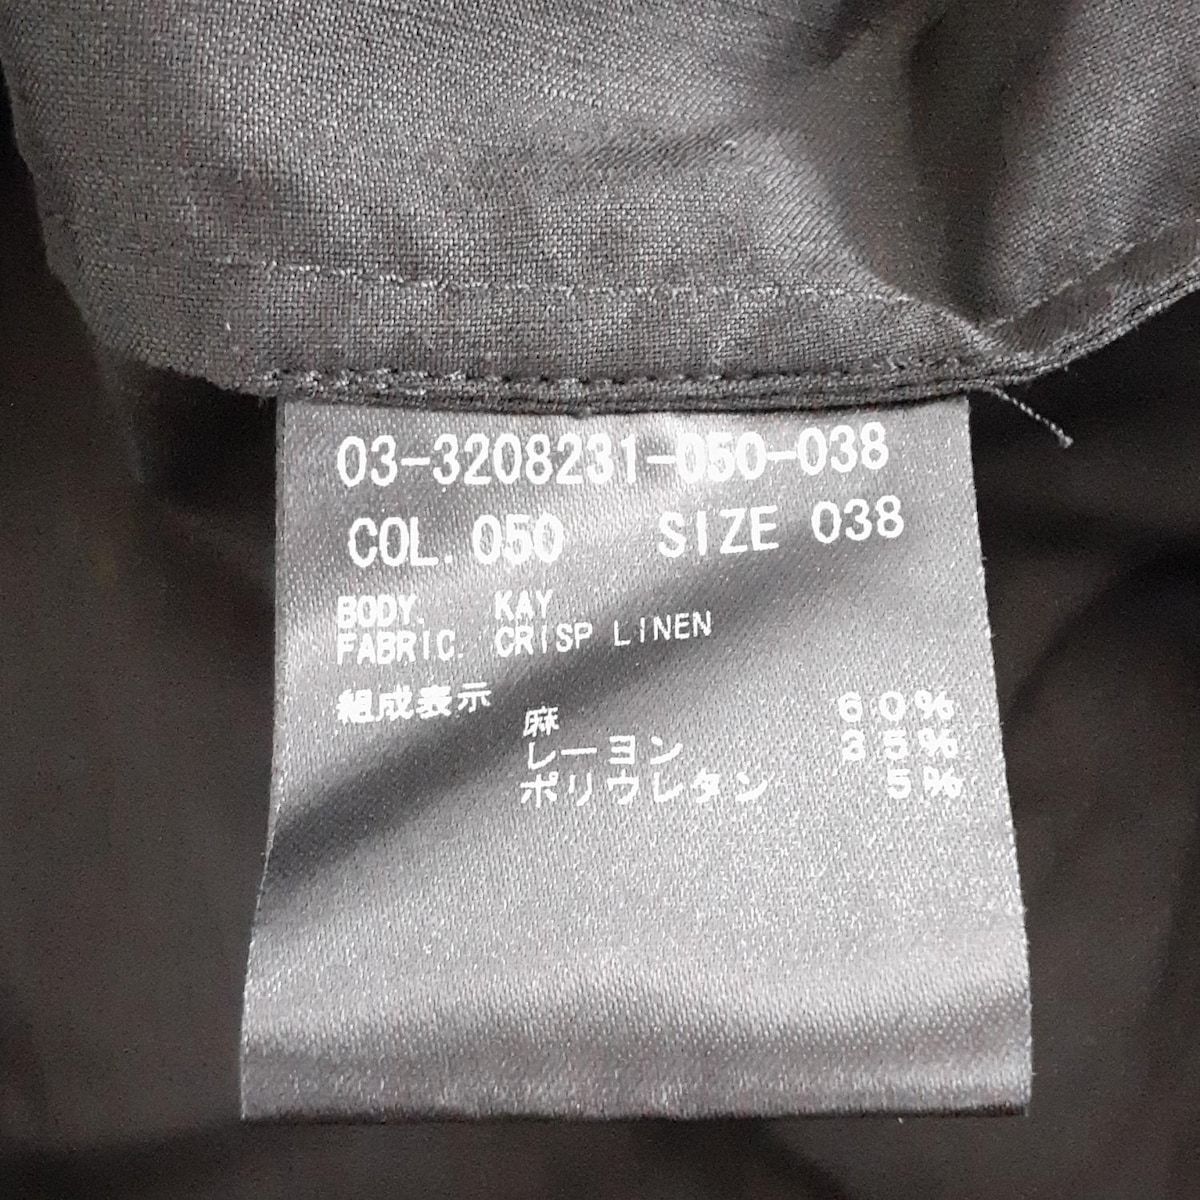 03-3208231-050-038
COL. 050 SIZE 038
BODY. KAY
FABRIC. CRISP LINEN
組成表示
麻 60%
レーヨン 35%
ポリウレタン 5%